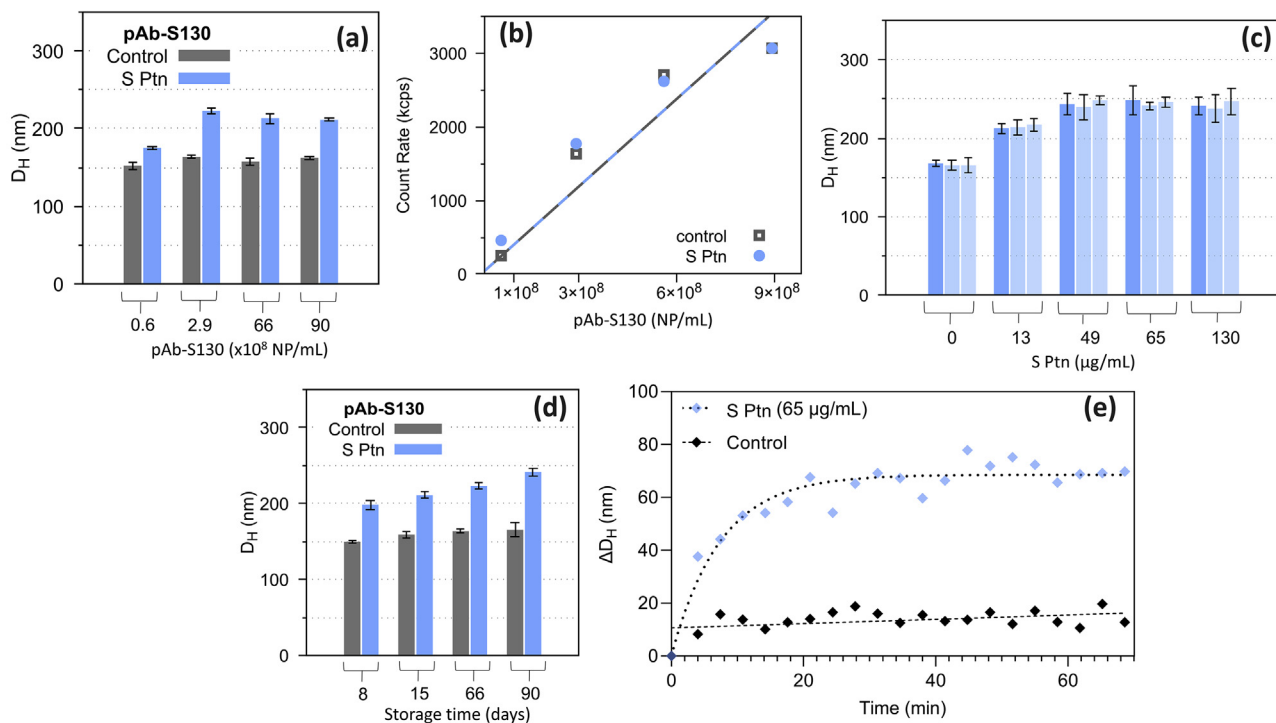 (a)
pAb-S130
Control
S Ptn
300
200
100
0
D_H (nm)
0.6 2.9 66 90
pAb-S130 (x10⁸ NP/mL)
(b)
3000
2000
1000
0
Count Rate (kcps)
control
S Ptn
1×10⁸ 3×10⁸ 6×10⁸ 9×10⁸
pAb-S130 (NP/mL)
(c)
300
200
100
0
D_H (nm)
0 13 49 65 130
S Ptn (µg/mL)
(d)
pAb-S130
Control
S Ptn
300
200
100
0
D_H (nm)
8 15 66 90
Storage time (days)
(e)
S Ptn (65 µg/mL)
Control
100
80
60
40
20
0
ΔD_H (nm)
0 20 40 60
Time (min)